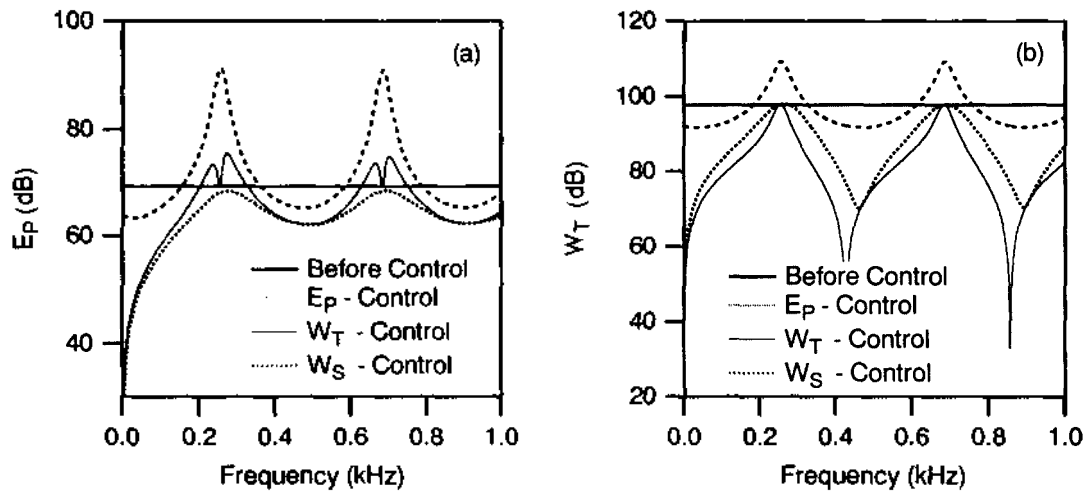 100
80
60
40
E_P (dB)
(a)
Before Control
E_P - Control
W_T - Control
W_S - Control
0.0 0.2 0.4 0.6 0.8 1.0
Frequency (kHz)
120
100
80
60
40
20
W_T (dB)
(b)
Before Control
E_P - Control
W_T - Control
W_S - Control
0.0 0.2 0.4 0.6 0.8 1.0
Frequency (kHz)